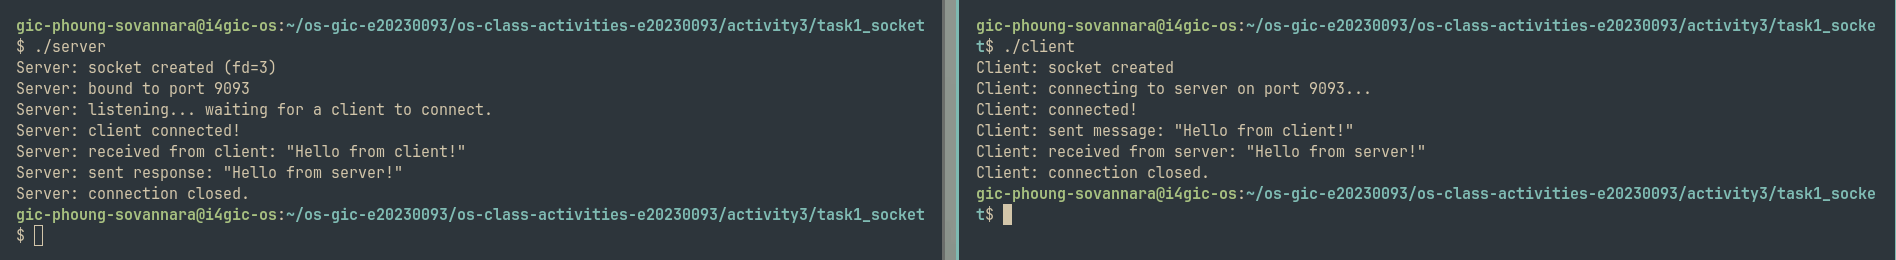 gic-phoung-sovannara@i4gic-os:~/os-gic-e20230093/os-class-activities-e20230093/activity3/task1_socket
$ ./server
Server: socket created (fd=3)
Server: bound to port 9093
Server: listening... waiting for a client to connect.
Server: client connected!
Server: received from client: "Hello from client!"
Server: sent response: "Hello from server!"
Server: connection closed.
gic-phoung-sovannara@i4gic-os:~/os-gic-e20230093/os-class-activities-e20230093/activity3/task1_socket
$
gic-phoung-sovannara@i4gic-os:~/os-gic-e20230093/os-class-activities-e20230093/activity3/task1_socke
t$ ./client
Client: socket created
Client: connecting to server on port 9093...
Client: connected!
Client: sent message: "Hello from client!"
Client: received from server: "Hello from server!"
Client: connection closed.
gic-phoung-sovannara@i4gic-os:~/os-gic-e20230093/os-class-activities-e20230093/activity3/task1_socke
t$